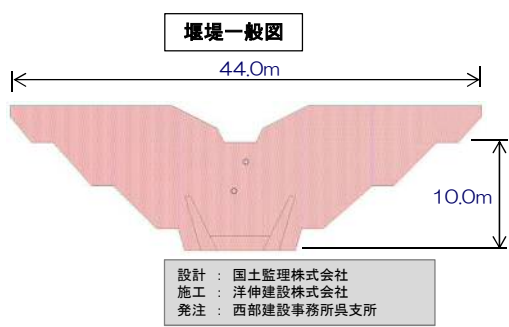 堰堤一般図
44.0m
10.0m
設計 : 国土監理株式会社
施工 : 洋伸建設株式会社
発注 : 西部建設事務所呉支所